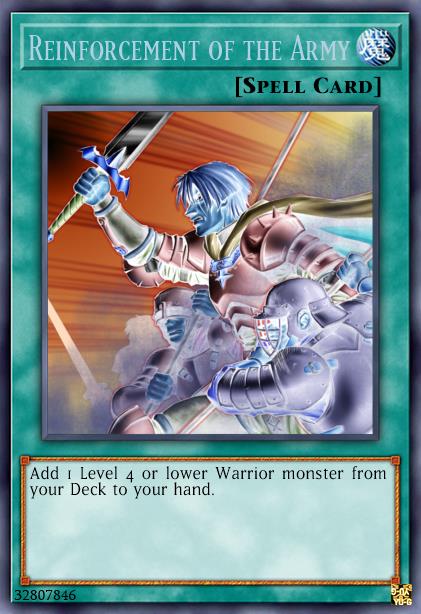 Reinforcement of the Army
魔
[Spell Card]
Add 1 Level 4 or lower Warrior monster from
your Deck to your hand.
32807846